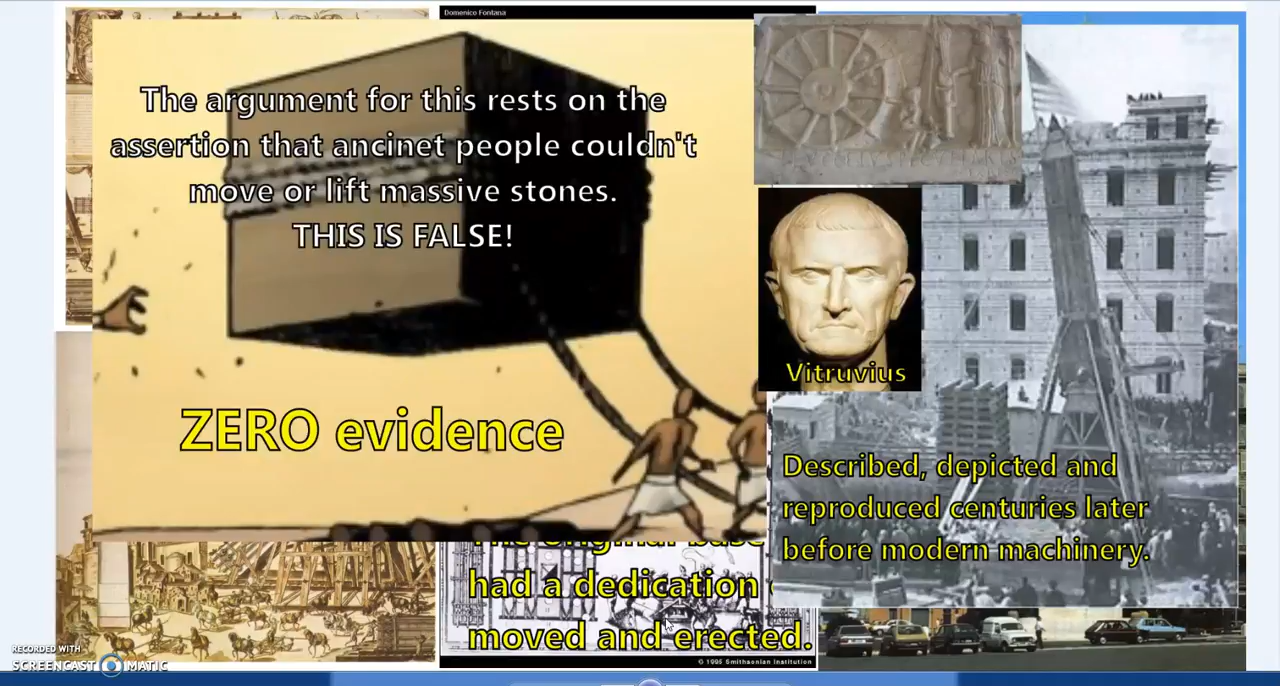 Domenico Fontana
The argument for this rests on the
assertion that ancinet people couldn't
move or lift massive stones.
THIS IS FALSE!
ZERO evidence
Vitruvius
Described, depicted and
reproduced centuries later
before modern machinery.
had a dedication
moved and erected.
© 1995 Smithsonian Institution
RECORDED WITH
SCREENCAST MATIC